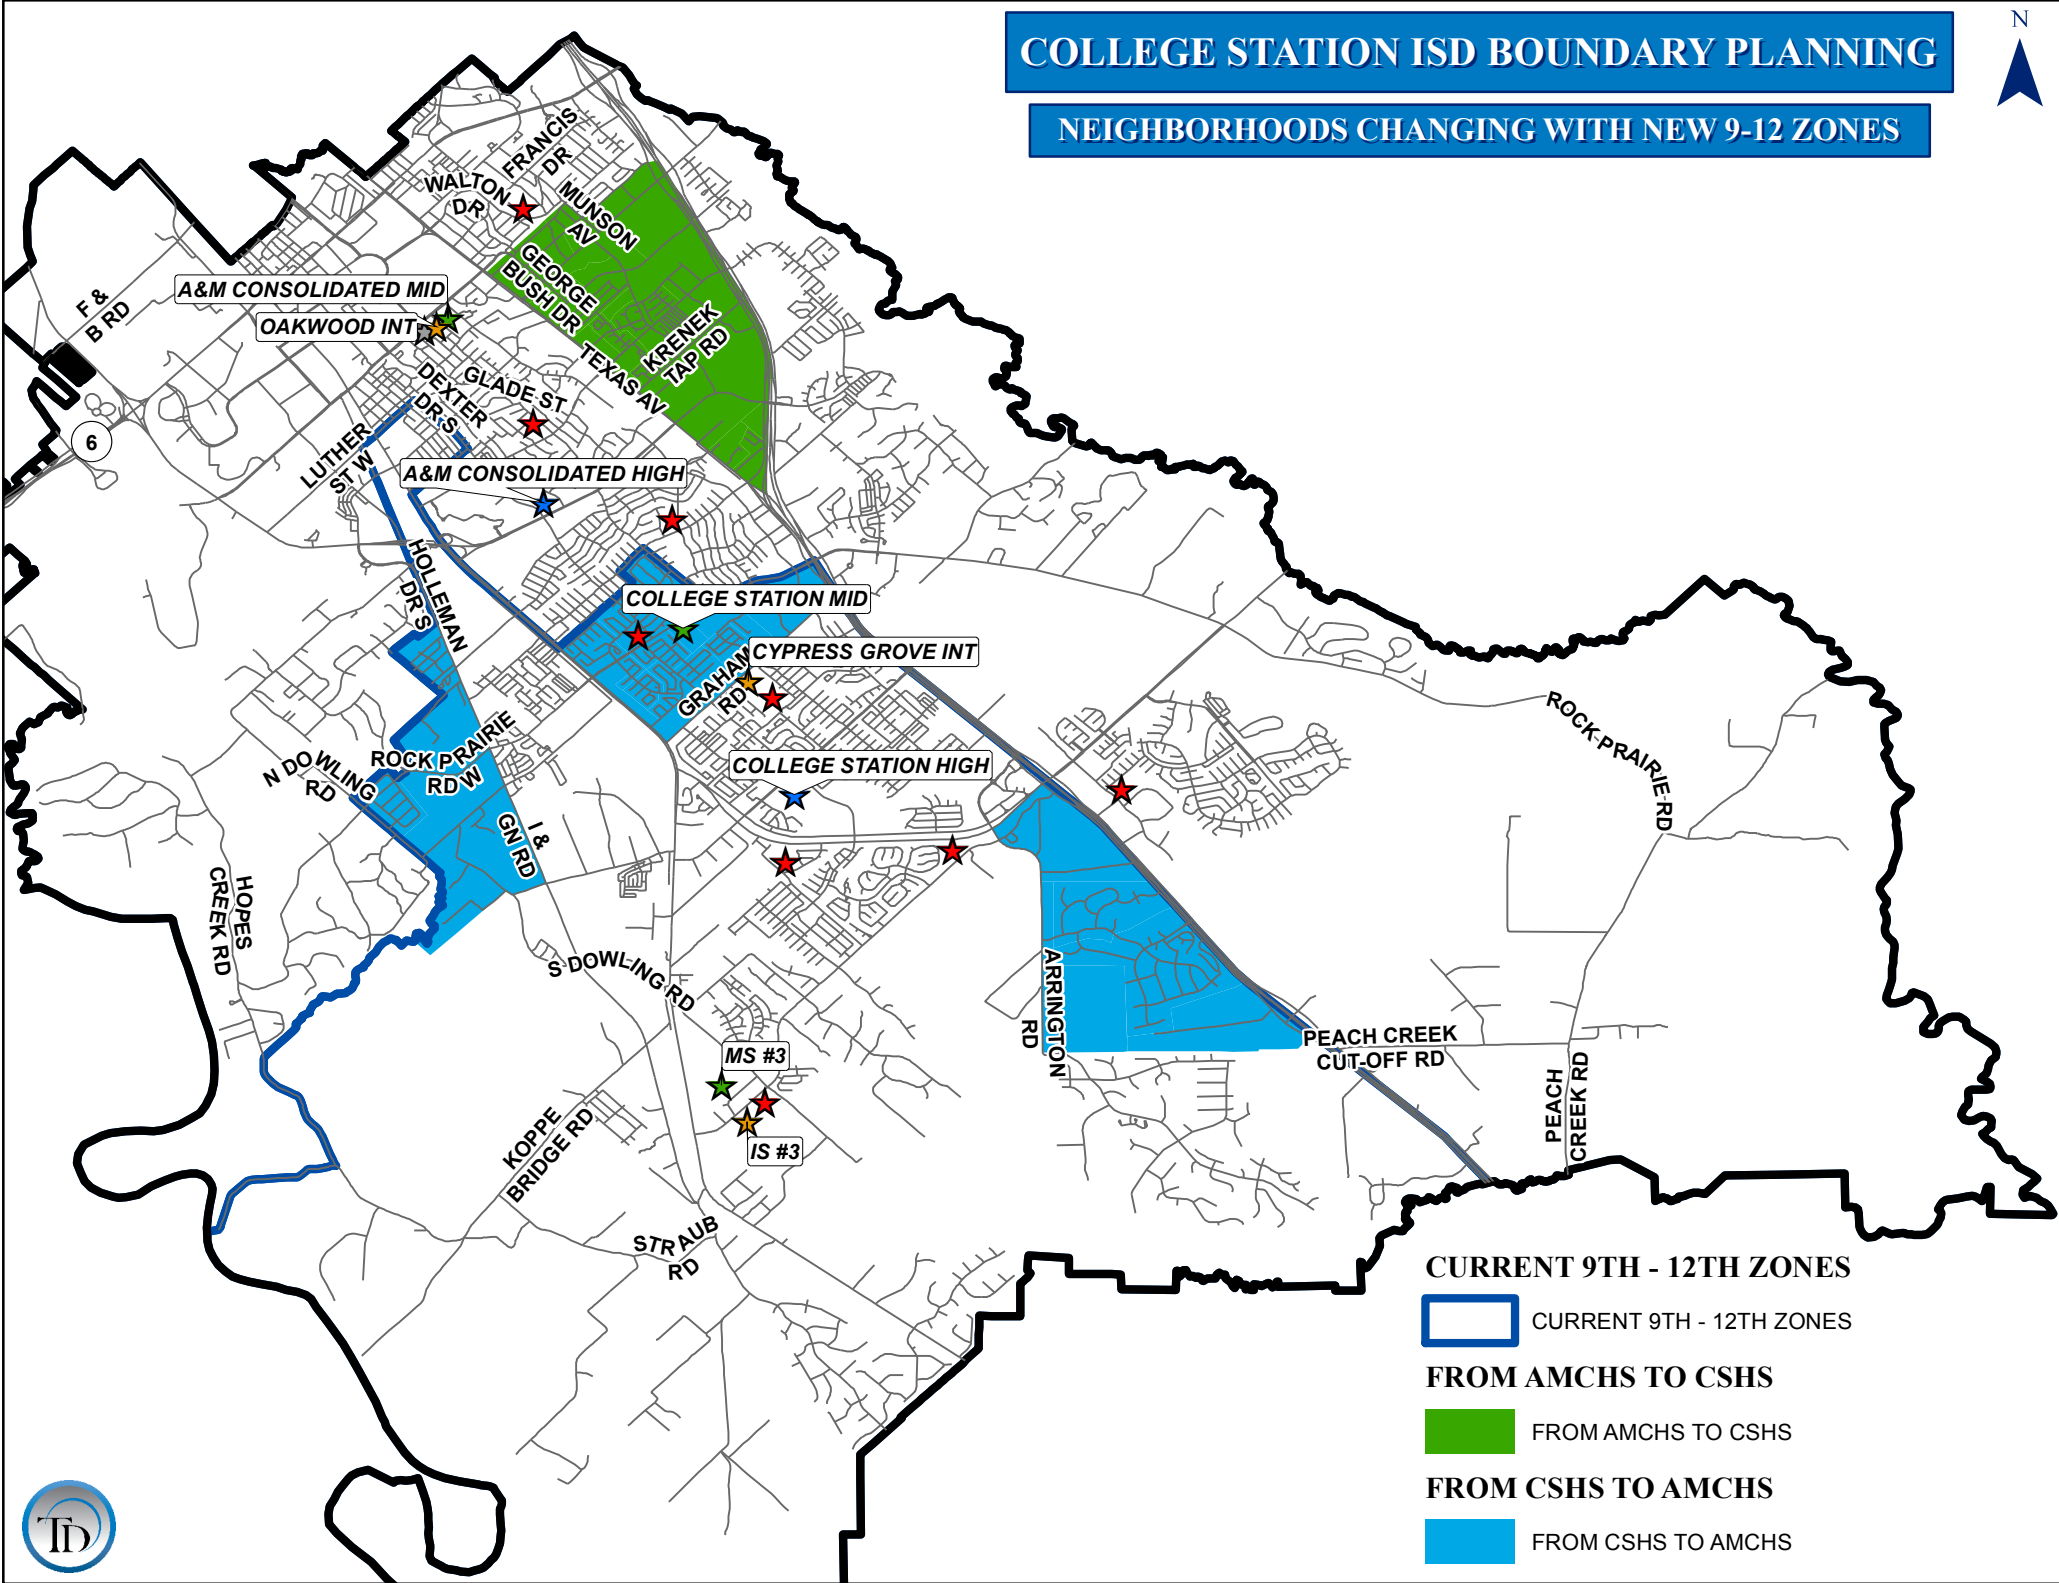 COLLEGE STATION ISD BOUNDARY PLANNING
N
NEIGHBORHOODS CHANGING WITH NEW 9-12 ZONES
FRANCIS
DR
WALTON
DR
MUNSON
AV
GEORGE
BUSH DR
F &
B RD
A&M CONSOLIDATED MID
OAKWOOD INT
KRENEK
TAP RD
TEXAS AV
GLADE ST
DEXTER
DR S
6
LUTHER
ST W
A&M CONSOLIDATED HIGH
HOLLEMAN
DR S
COLLEGE STATION MID
CYPRESS GROVE INT
GRAHAM
RD
ROCK PRAIRIE
RD W
N DOWLING
RD
COLLEGE STATION HIGH
ROCK PRAIRIE RD
I &
GN RD
HOPES
CREEK RD
S DOWLING RD
ARRINGTON
RD
PEACH CREEK
CUT-OFF RD
MS #3
PEACH
CREEK RD
KOPPE
BRIDGE RD
IS #3
STRAUB
RD
CURRENT 9TH - 12TH ZONES
CURRENT 9TH - 12TH ZONES
FROM AMCHS TO CSHS
FROM AMCHS TO CSHS
FROM CSHS TO AMCHS
FROM CSHS TO AMCHS
TD